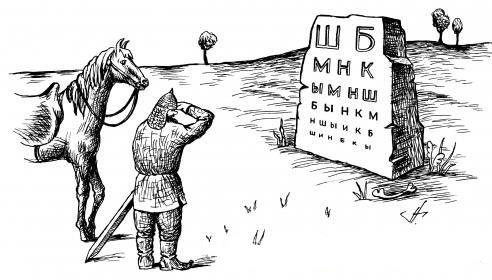 Ш Б
М Н К
Ы М Н Ш
Б Ы Н К М
Н Ш Ы И К Б
Ш И Н Б К Ы